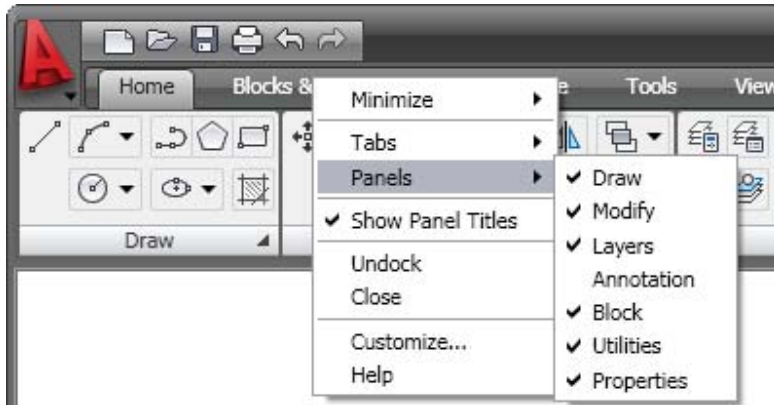 Home Blocks & Tools View
Minimize
Tabs
Panels
Show Panel Titles
Undock
Close
Customize...
Help
Draw
Modify
Layers
Annotation
Block
Utilities
Properties
Draw